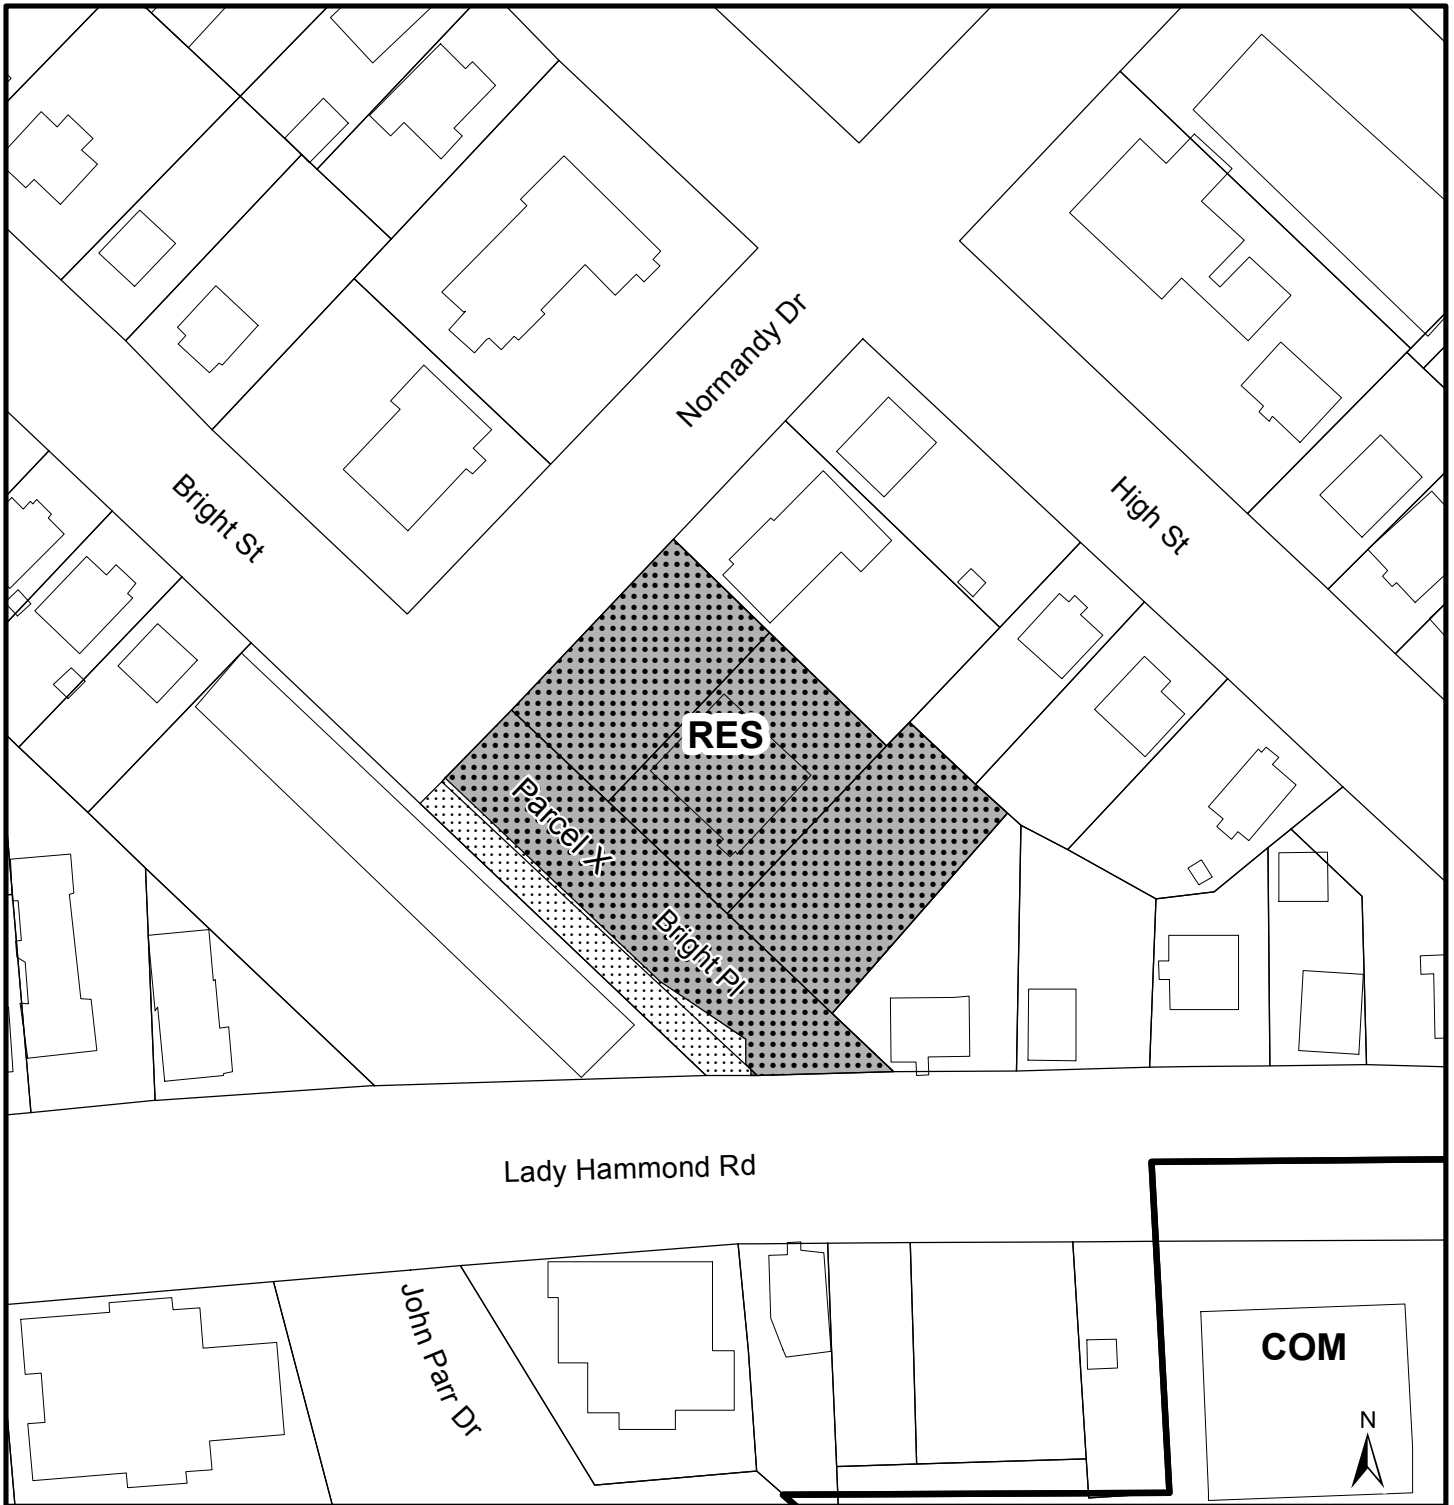 Normandy Dr
Bright St
High St
RES
Parcel X
Bright Pl
Lady Hammond Rd
John Parr Dr
COM
N